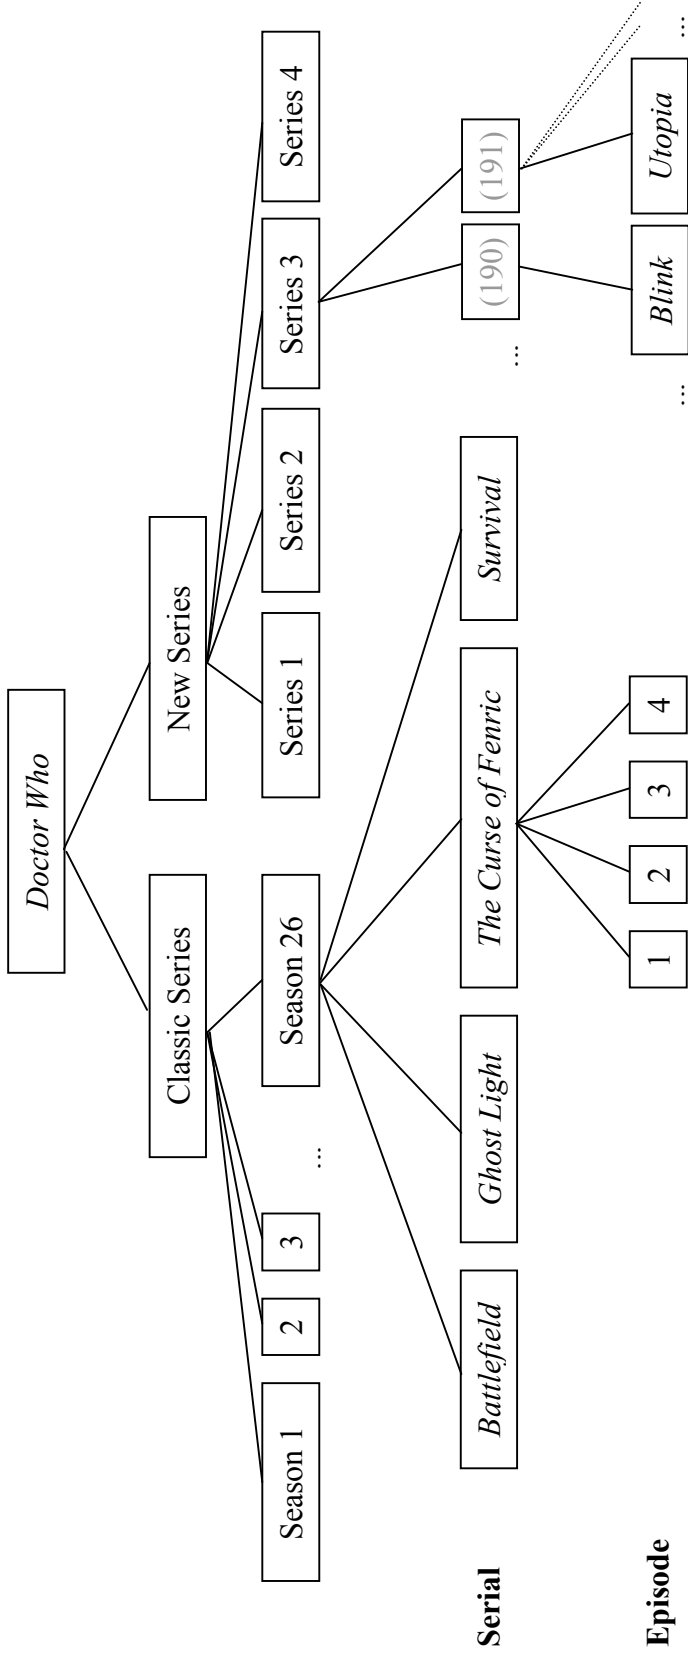 Doctor Who
Classic Series
New Series
Season 1
2
3
...
Season 26
Series 1
Series 2
Series 3
Series 4
Serial
Battlefield
Ghost Light
The Curse of Fenric
Survival
...
(190)
(191)
Episode
1
2
3
4
...
Blink
Utopia
...